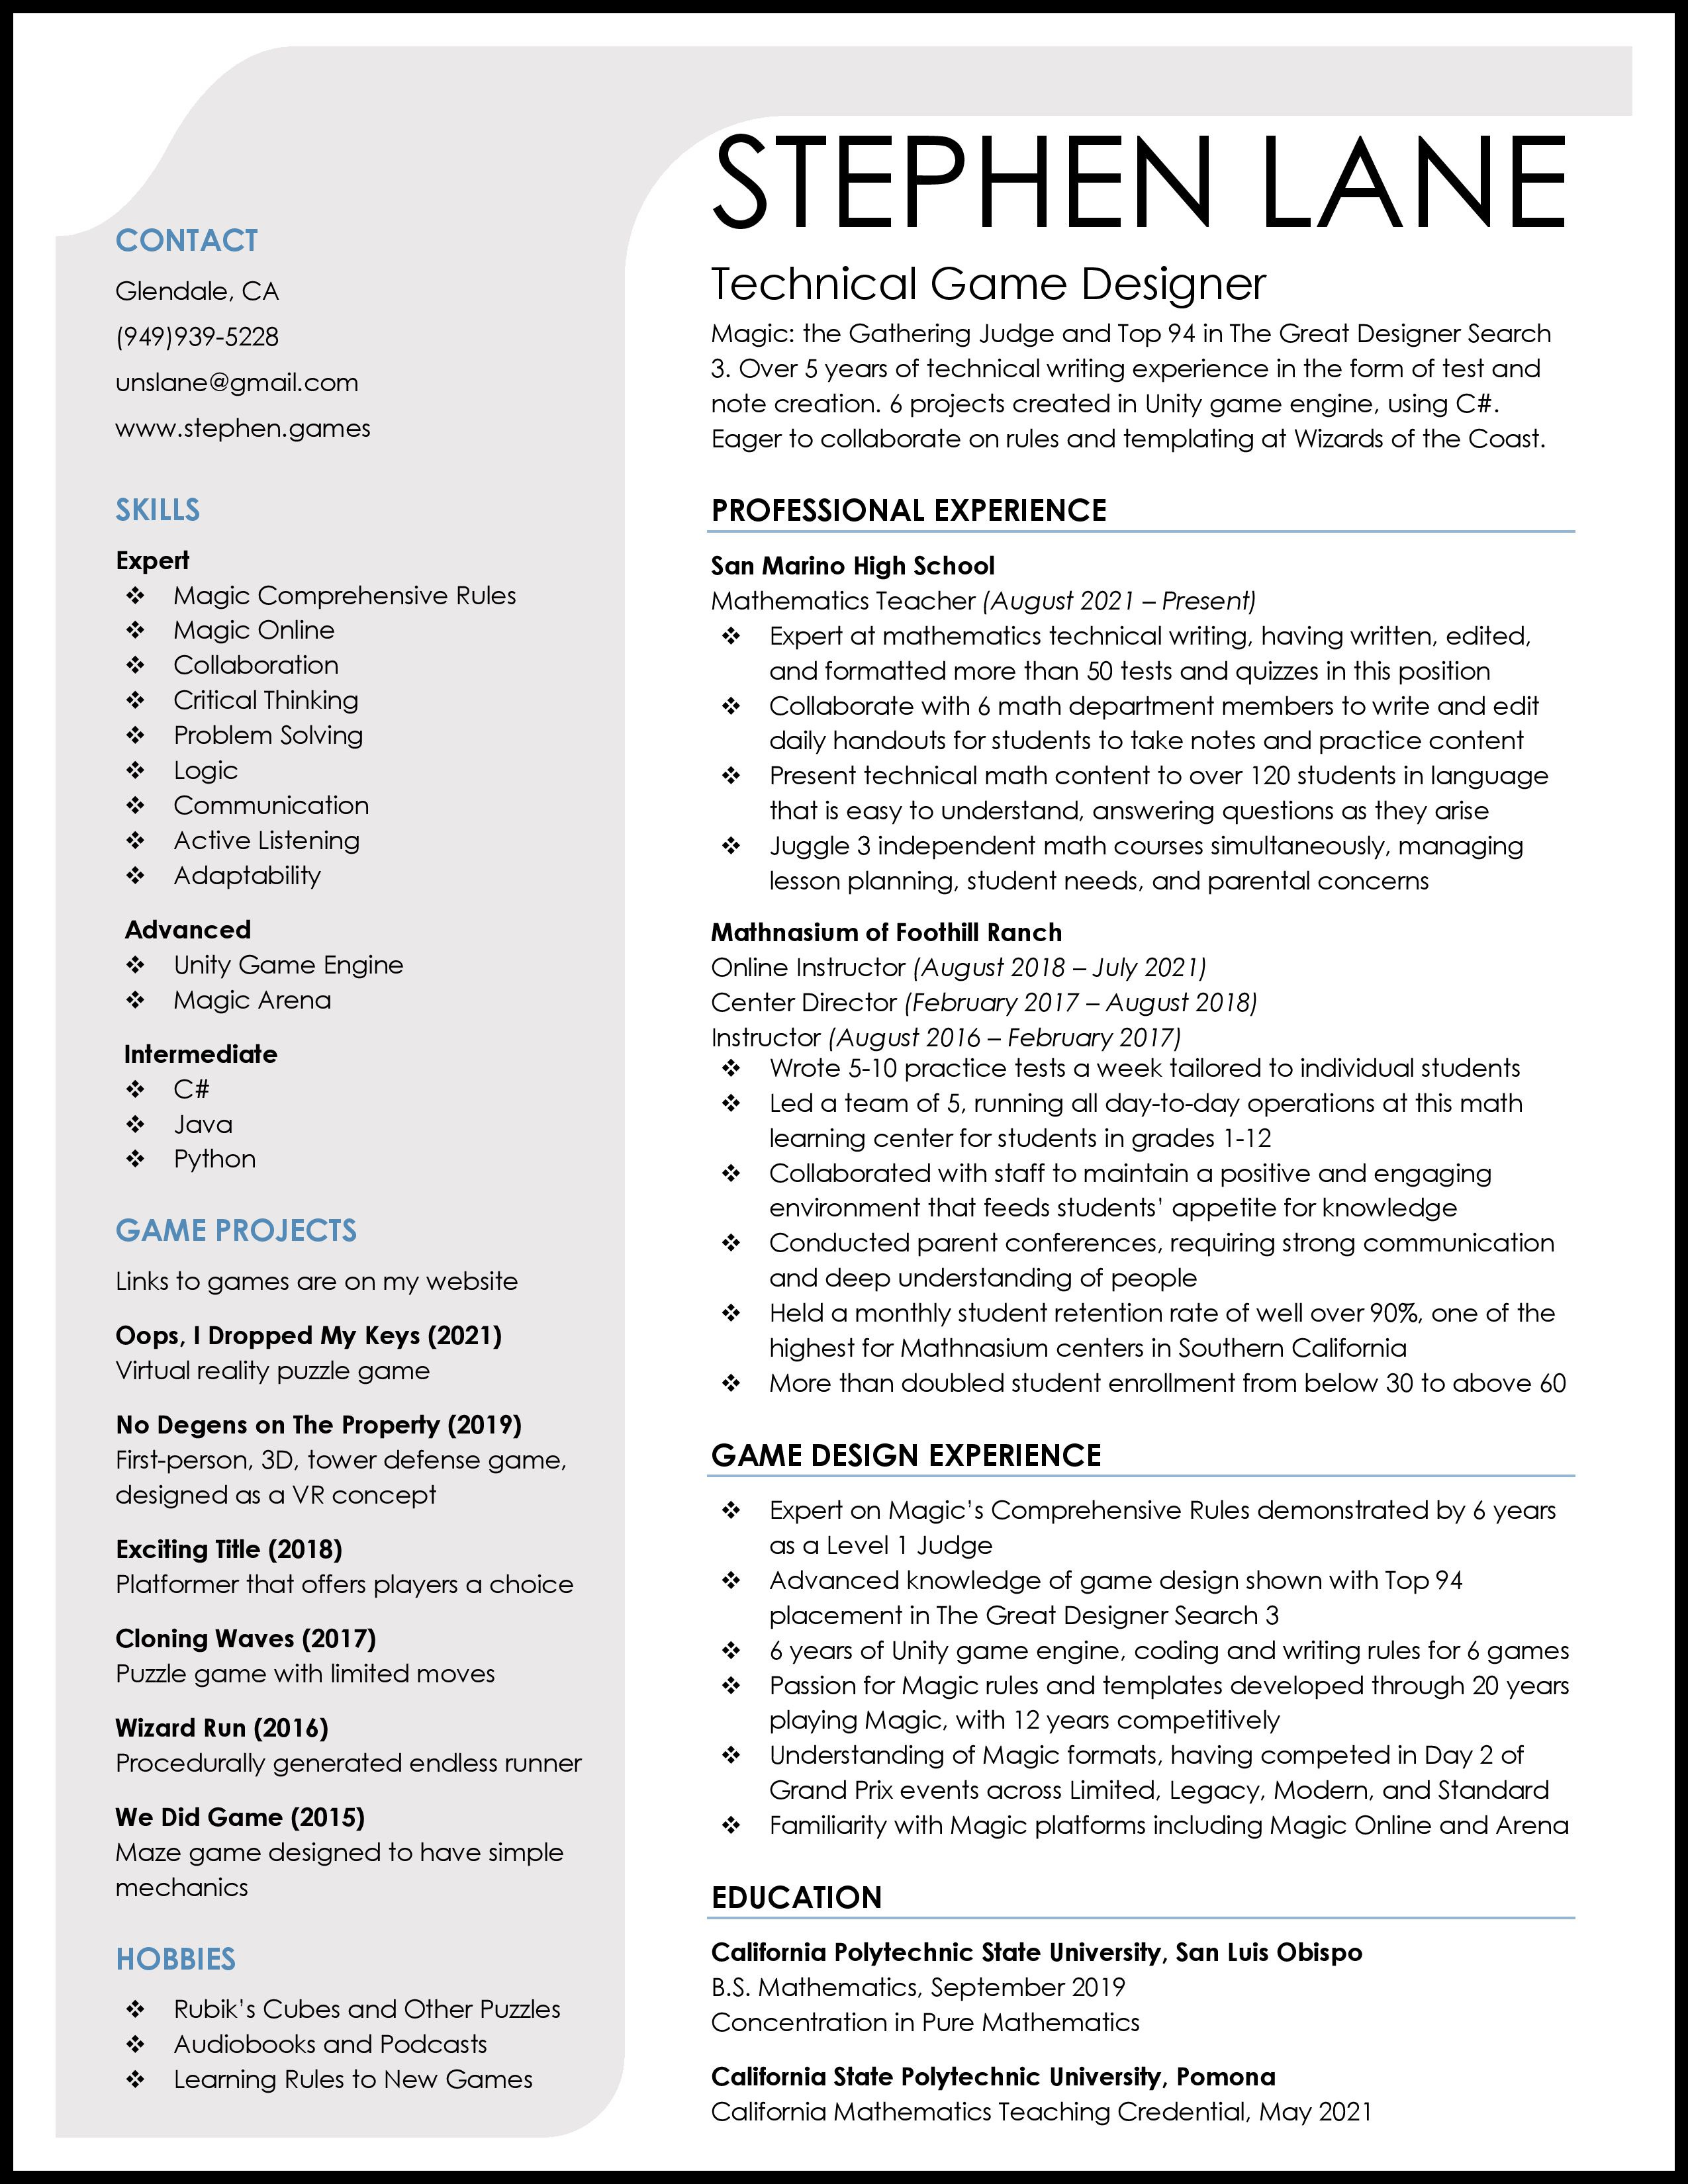 STEPHEN LANE
Technical Game Designer
Magic: the Gathering Judge and Top 94 in The Great Designer Search
3. Over 5 years of technical writing experience in the form of test and
note creation. 6 projects created in Unity game engine, using C#.
Eager to collaborate on rules and templating at Wizards of the Coast.
CONTACT
Glendale, CA
(949)939-5228
unslane@gmail.com
www.stephen.games
SKILLS
Expert
❖ Magic Comprehensive Rules
❖ Magic Online
❖ Collaboration
❖ Critical Thinking
❖ Problem Solving
❖ Logic
❖ Communication
❖ Active Listening
❖ Adaptability
Advanced
❖ Unity Game Engine
❖ Magic Arena
Intermediate
❖ C#
❖ Java
❖ Python
GAME PROJECTS
Links to games are on my website
Oops, I Dropped My Keys (2021)
Virtual reality puzzle game
No Degens on The Property (2019)
First-person, 3D, tower defense game,
designed as a VR concept
Exciting Title (2018)
Platformer that offers players a choice
Cloning Waves (2017)
Puzzle game with limited moves
Wizard Run (2016)
Procedurally generated endless runner
We Did Game (2015)
Maze game designed to have simple
mechanics
HOBBIES
❖ Rubik's Cubes and Other Puzzles
❖ Audiobooks and Podcasts
❖ Learning Rules to New Games
PROFESSIONAL EXPERIENCE
San Marino High School
Mathematics Teacher (August 2021 – Present)
❖ Expert at mathematics technical writing, having written, edited,
and formatted more than 50 tests and quizzes in this position
❖ Collaborate with 6 math department members to write and edit
daily handouts for students to take notes and practice content
❖ Present technical math content to over 120 students in language
that is easy to understand, answering questions as they arise
❖ Juggle 3 independent math courses simultaneously, managing
lesson planning, student needs, and parental concerns
Mathnasium of Foothill Ranch
Online Instructor (August 2018 – July 2021)
Center Director (February 2017 – August 2018)
Instructor (August 2016 – February 2017)
❖ Wrote 5-10 practice tests a week tailored to individual students
❖ Led a team of 5, running all day-to-day operations at this math
learning center for students in grades 1-12
❖ Collaborated with staff to maintain a positive and engaging
environment that feeds students' appetite for knowledge
❖ Conducted parent conferences, requiring strong communication
and deep understanding of people
❖ Held a monthly student retention rate of well over 90%, one of the
highest for Mathnasium centers in Southern California
❖ More than doubled student enrollment from below 30 to above 60
GAME DESIGN EXPERIENCE
❖ Expert on Magic's Comprehensive Rules demonstrated by 6 years
as a Level 1 Judge
❖ Advanced knowledge of game design shown with Top 94
placement in The Great Designer Search 3
❖ 6 years of Unity game engine, coding and writing rules for 6 games
❖ Passion for Magic rules and templates developed through 20 years
playing Magic, with 12 years competitively
❖ Understanding of Magic formats, having competed in Day 2 of
Grand Prix events across Limited, Legacy, Modern, and Standard
❖ Familiarity with Magic platforms including Magic Online and Arena
EDUCATION
California Polytechnic State University, San Luis Obispo
B.S. Mathematics, September 2019
Concentration in Pure Mathematics
California State Polytechnic University, Pomona
California Mathematics Teaching Credential, May 2021